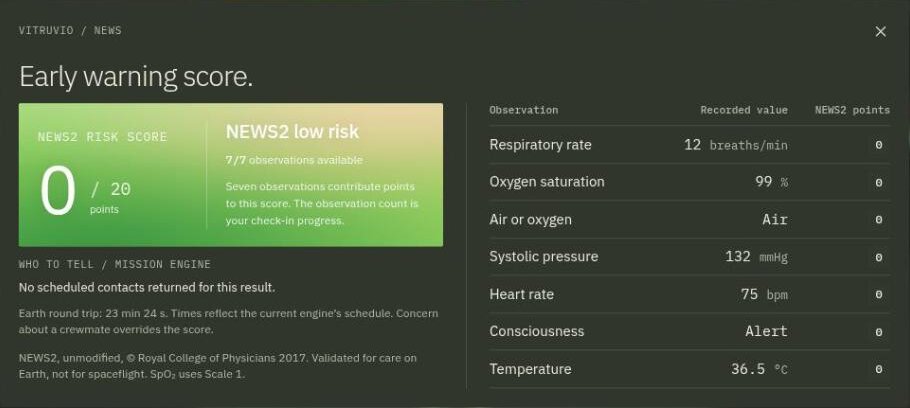 VITRUVIO / NEWS
Early warning score.
NEWS2 RISK SCORE
0 / 20
points
NEWS2 low risk
7/7 observations available
Seven observations contribute points
to this score. The observation count is
your check-in progress.
WHO TO TELL / MISSION ENGINE
No scheduled contacts returned for this result.
Earth round trip: 23 min 24 s. Times reflect the current engine's schedule. Concern
about a crewmate overrides the score.
NEWS2, unmodified, © Royal College of Physicians 2017. Validated for care on
Earth, not for spaceflight. SpO₂ uses Scale 1.
Observation Recorded value NEWS2 points
Respiratory rate 12 breaths/min 0
Oxygen saturation 99 % 0
Air or oxygen Air 0
Systolic pressure 132 mmHg 0
Heart rate 75 bpm 0
Consciousness Alert 0
Temperature 36.5 °C 0